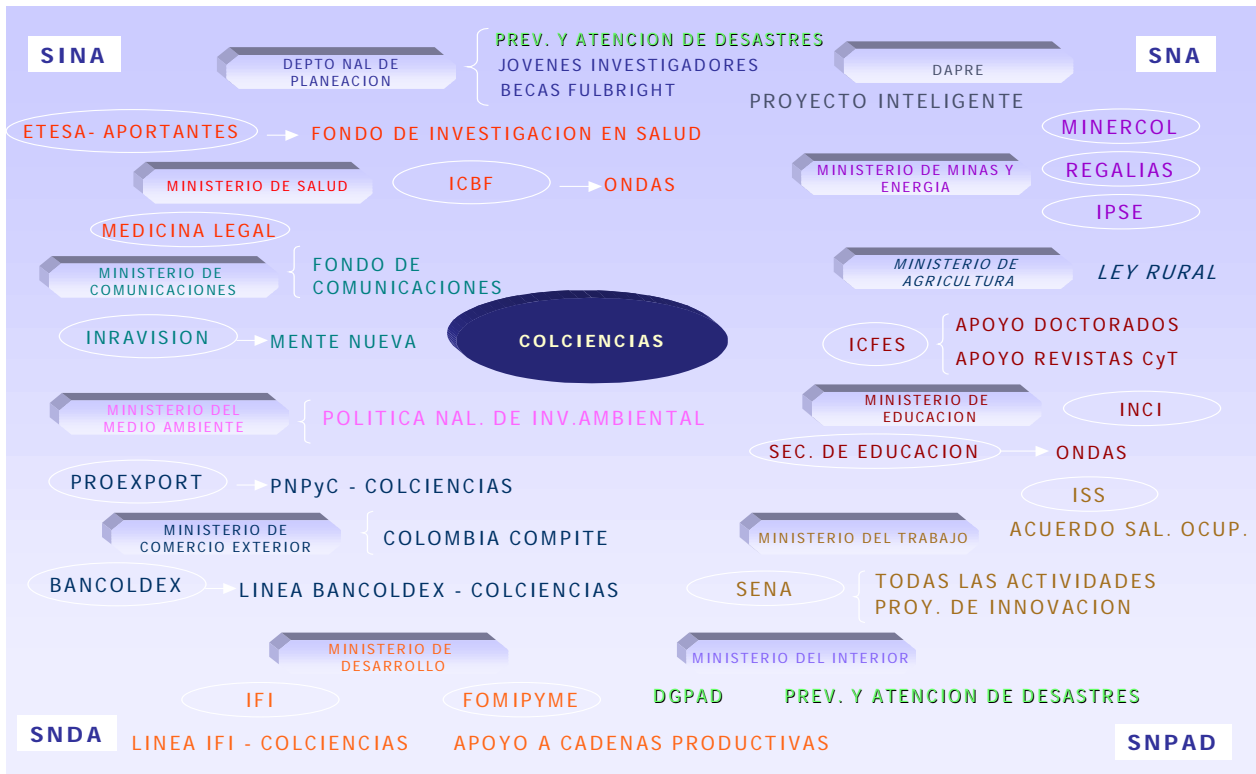 SINA
DEPTO NAL DE
PLANEACION
PREV. Y ATENCION DE DESASTRES
JOVENES INVESTIGADORES
BECAS FULBRIGHT
DAPRE
PROYECTO INTELIGENTE
SNA
ETESA- APORTANTES
FONDO DE INVESTIGACION EN SALUD
MINISTERIO DE SALUD
ICBF
ONDAS
MEDICINA LEGAL
MINISTERIO DE MINAS Y
ENERGIA
MINERCOL
REGALIAS
IPSE
MINISTERIO DE
COMUNICACIONES
FONDO DE
COMUNICACIONES
INRAVISION
MENTE NUEVA
COLCIENCIAS
MINISTERIO DE
AGRICULTURA
LEY RURAL
ICFES
APOYO DOCTORADOS
APOYO REVISTAS CyT
MINISTERIO DEL
MEDIO AMBIENTE
POLITICA NAL. DE INV.AMBIENTAL
MINISTERIO DE
EDUCACION
INCI
SEC. DE EDUCACION
ONDAS
PROEXPORT
PNPyC - COLCIENCIAS
MINISTERIO DE
COMERCIO EXTERIOR
COLOMBIA COMPITE
BANCOLDEX
LINEA BANCOLDEX - COLCIENCIAS
ISS
MINISTERIO DEL TRABAJO
ACUERDO SAL. OCUP.
SENA
TODAS LAS ACTIVIDADES
PROY. DE INNOVACION
MINISTERIO DE
DESARROLLO
IFI
FOMIPYME
LINEA IFI - COLCIENCIAS
APOYO A CADENAS PRODUCTIVAS
MINISTERIO DEL INTERIOR
DGPAD
PREV. Y ATENCION DE DESASTRES
SNDA
SNPAD